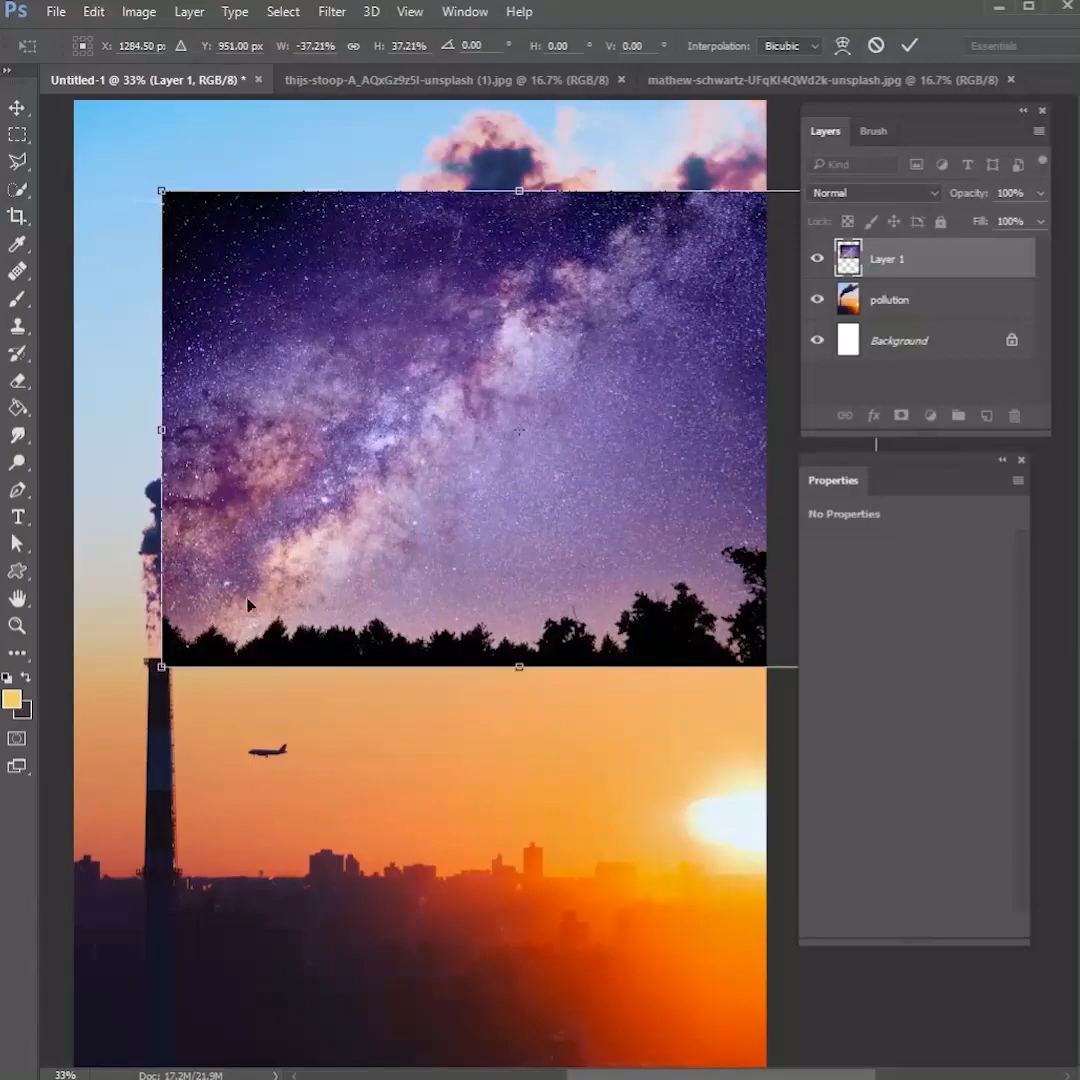 Ps File Edit Image Layer Type Select Filter 3D View Window Help
X: 1284.50 p: Y: 951.00 px W: -37.21% H: 37.21% 0.00 ° H: 0.00 ° V: 0.00 ° Interpolation: Bicubic Essentials
Untitled-1 @ 33% (Layer 1, RGB/8) * × thijs-stoop-A_AQxGz9z5I-unsplash (1).jpg @ 16.7% (RGB/8) × mathew-schwartz-UFqKI4QWd2k-unsplash.jpg @ 16.7% (RGB/8) ×
Layers Brush
Kind
Normal Opacity: 100%
Lock: Fill: 100%
Layer 1
pollution
Background
fx
Properties
No Properties
33% Doc: 17.2M/21.9M